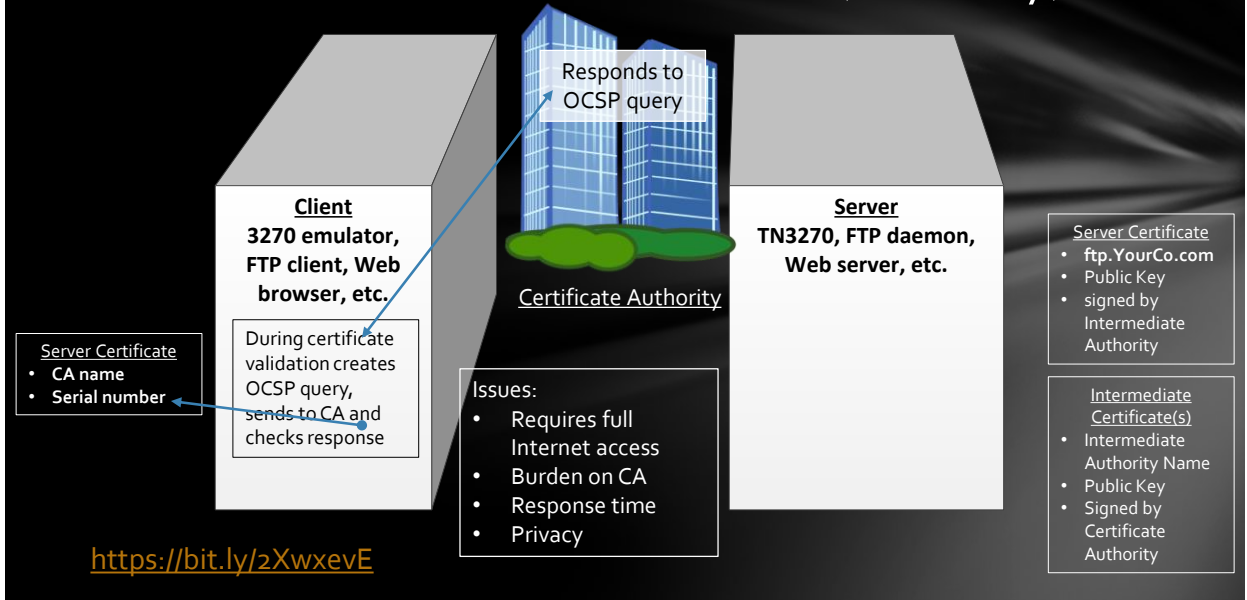 Responds to
OCSP query
Client
3270 emulator,
FTP client, Web
browser, etc.
During certificate
validation creates
OCSP query,
sends to CA and
checks response
Server Certificate
• CA name
• Serial number
Certificate Authority
Issues:
• Requires full
Internet access
• Burden on CA
• Response time
• Privacy
Server
TN3270, FTP daemon,
Web server, etc.
Server Certificate
• ftp.YourCo.com
• Public Key
• signed by
Intermediate
Authority
Intermediate
Certificate(s)
• Intermediate
Authority Name
• Public Key
• Signed by
Certificate
Authority
https://bit.ly/2XwxevE